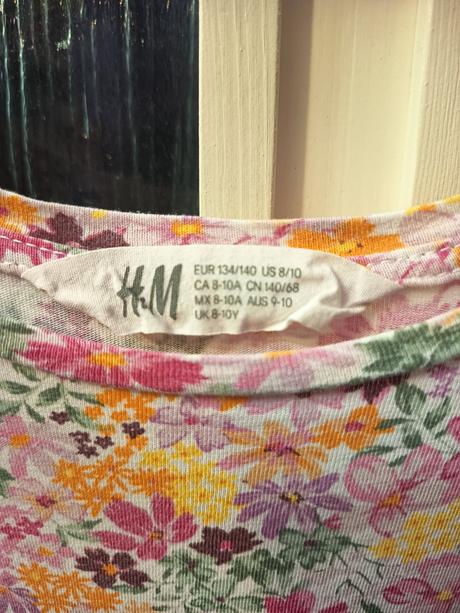 H&M
EUR 134/140 US 8/10
CA 8-10A CN 140/68
MX 8-10A AUS 9-10
UK 8-10Y